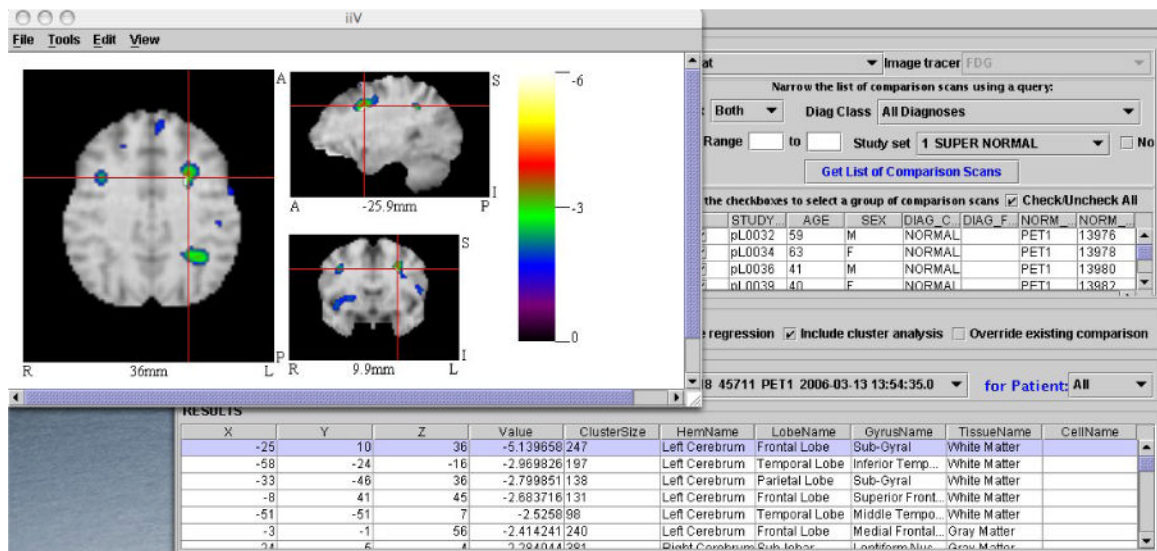 iiV
File Tools Edit View
A S
-6
-3
0
A -25.9mm P
I
S
P I
R 36mm L
R 9.9mm L
Image tracer FDG
Narrow the list of comparison scans using a query:
Both Diag Class All Diagnoses
Range to Study set 1 SUPER NORMAL No
Get List of Comparison Scans
the checkboxes to select a group of comparison scans Check/Uncheck All
STUDY... AGE SEX DIAG_C... DIAG_F... NORM_... NORM_...
pL0032 59 M NORMAL PET1 13976
pL0034 63 F NORMAL PET1 13978
pL0036 41 M NORMAL PET1 13980
pL0039 40 F NORMAL PET1 13982
regression Include cluster analysis Override existing comparison
45711 PET1 2006-03-13 13:54:35.0 for Patient: All
RESULTS
X Y Z Value ClusterSize HemName LobeName GyrusName TissueName CellName
-25 10 36 -5.139658 247 Left Cerebrum Frontal Lobe Sub-Gyral White Matter
-58 -24 -16 -2.969826 197 Left Cerebrum Temporal Lobe Inferior Temp... White Matter
-33 -46 36 -2.799851 138 Left Cerebrum Parietal Lobe Sub-Gyral White Matter
-8 41 45 -2.683716 131 Left Cerebrum Frontal Lobe Superior Front... White Matter
-51 -51 7 -2.5258 98 Left Cerebrum Temporal Lobe Middle Tempo... White Matter
-3 -1 56 -2.414241 240 Left Cerebrum Frontal Lobe Medial Frontal... Gray Matter